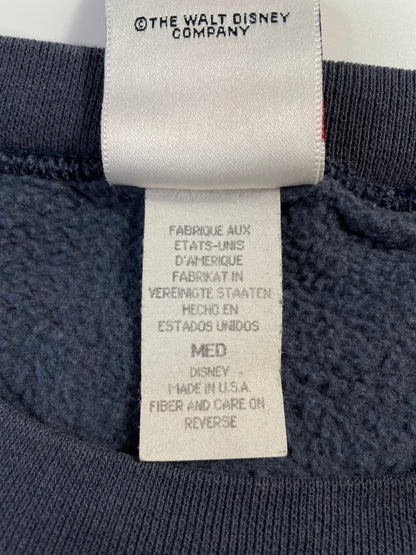 ©THE WALT DISNEY
COMPANY
FABRIQUE AUX
ETATS-UNIS
D'AMERIQUE
FABRIKAT IN
VEREINIGTE STAATEN
HECHO EN
ESTADOS UNIDOS
MED
DISNEY
MADE IN U.S.A.
FIBER AND CARE ON
REVERSE